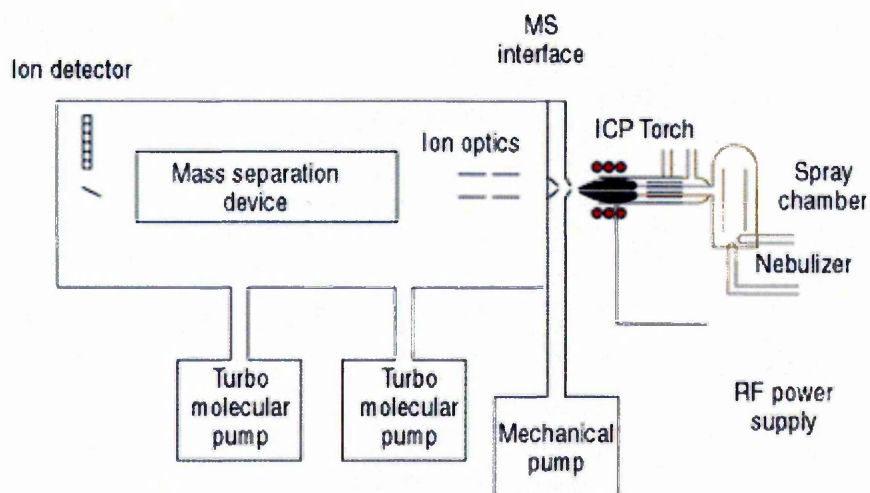 MS
interface
Ion detector
ICP Torch
Ion optics
Mass separation
device
Spray
chamber
Nebulizer
Turbo
molecular
pump
Turbo
molecular
pump
Mechanical
pump
RF power
supply